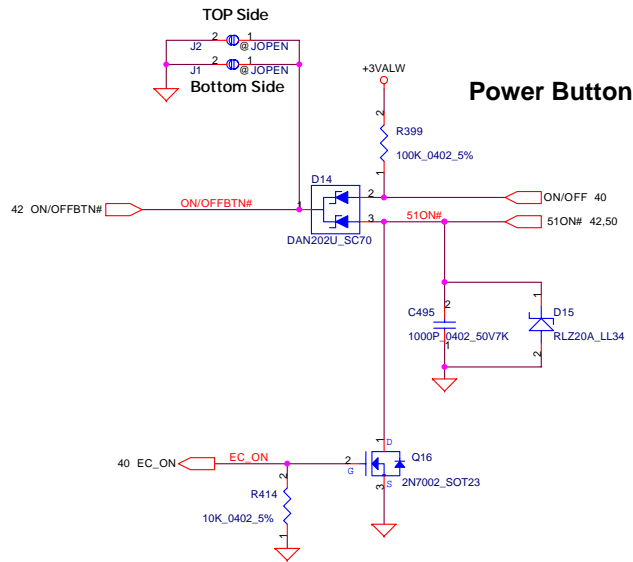 TOP Side
J2 2 1 @JOPEN
J1 2 1 @JOPEN
Bottom Side
+3VALW
Power Button
2
R399
100K_0402_5%
1
D14
42 ON/OFFBTN# ON/OFFBTN# 1
2 ON/OFF 40
3 51ON# 51ON# 42,50
DAN202U_SC70
C495 2
1000P_0402_50V7K
1
1 D15
RLZ20A_LL34
2
1 D
40 EC_ON EC_ON 2 G
Q16
2N7002_SOT23
3 S
2
R414
10K_0402_5%
1